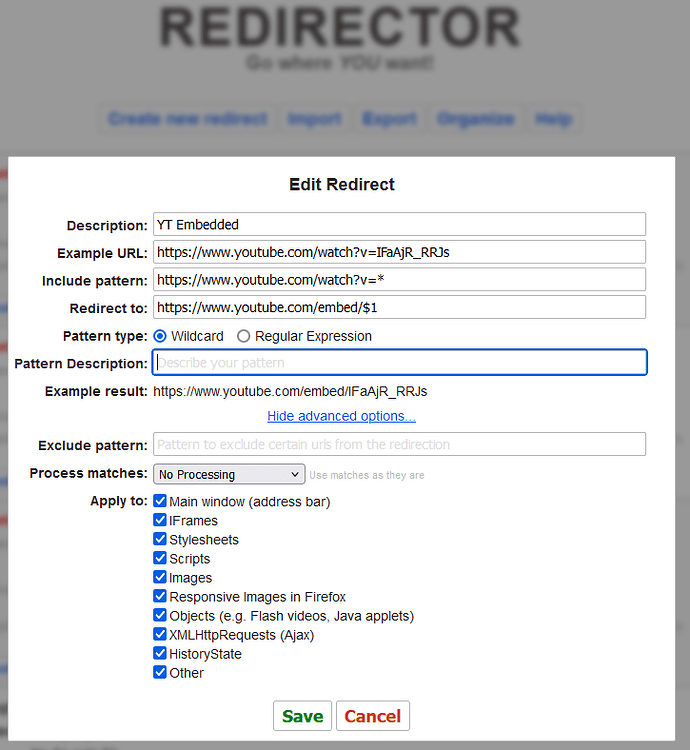 REDIRECTOR
Go where YOU want!
Create new redirect Import Export Organize Help
Edit Redirect
Description: YT Embedded
Example URL: https://www.youtube.com/watch?v=IFaAjR_RRJs
Include pattern: https://www.youtube.com/watch?v=*
Redirect to: https://www.youtube.com/embed/$1
Pattern type: Wildcard Regular Expression
Pattern Description: Describe your pattern
Example result: https://www.youtube.com/embed/IFaAjR_RRJs
Hide advanced options...
Exclude pattern: Pattern to exclude certain urls from the redirection
Process matches: No Processing Use matches as they are
Apply to: Main window (address bar)
IFrames
Stylesheets
Scripts
Images
Responsive Images in Firefox
Objects (e.g. Flash videos, Java applets)
XMLHttpRequests (Ajax)
HistoryState
Other
Save Cancel